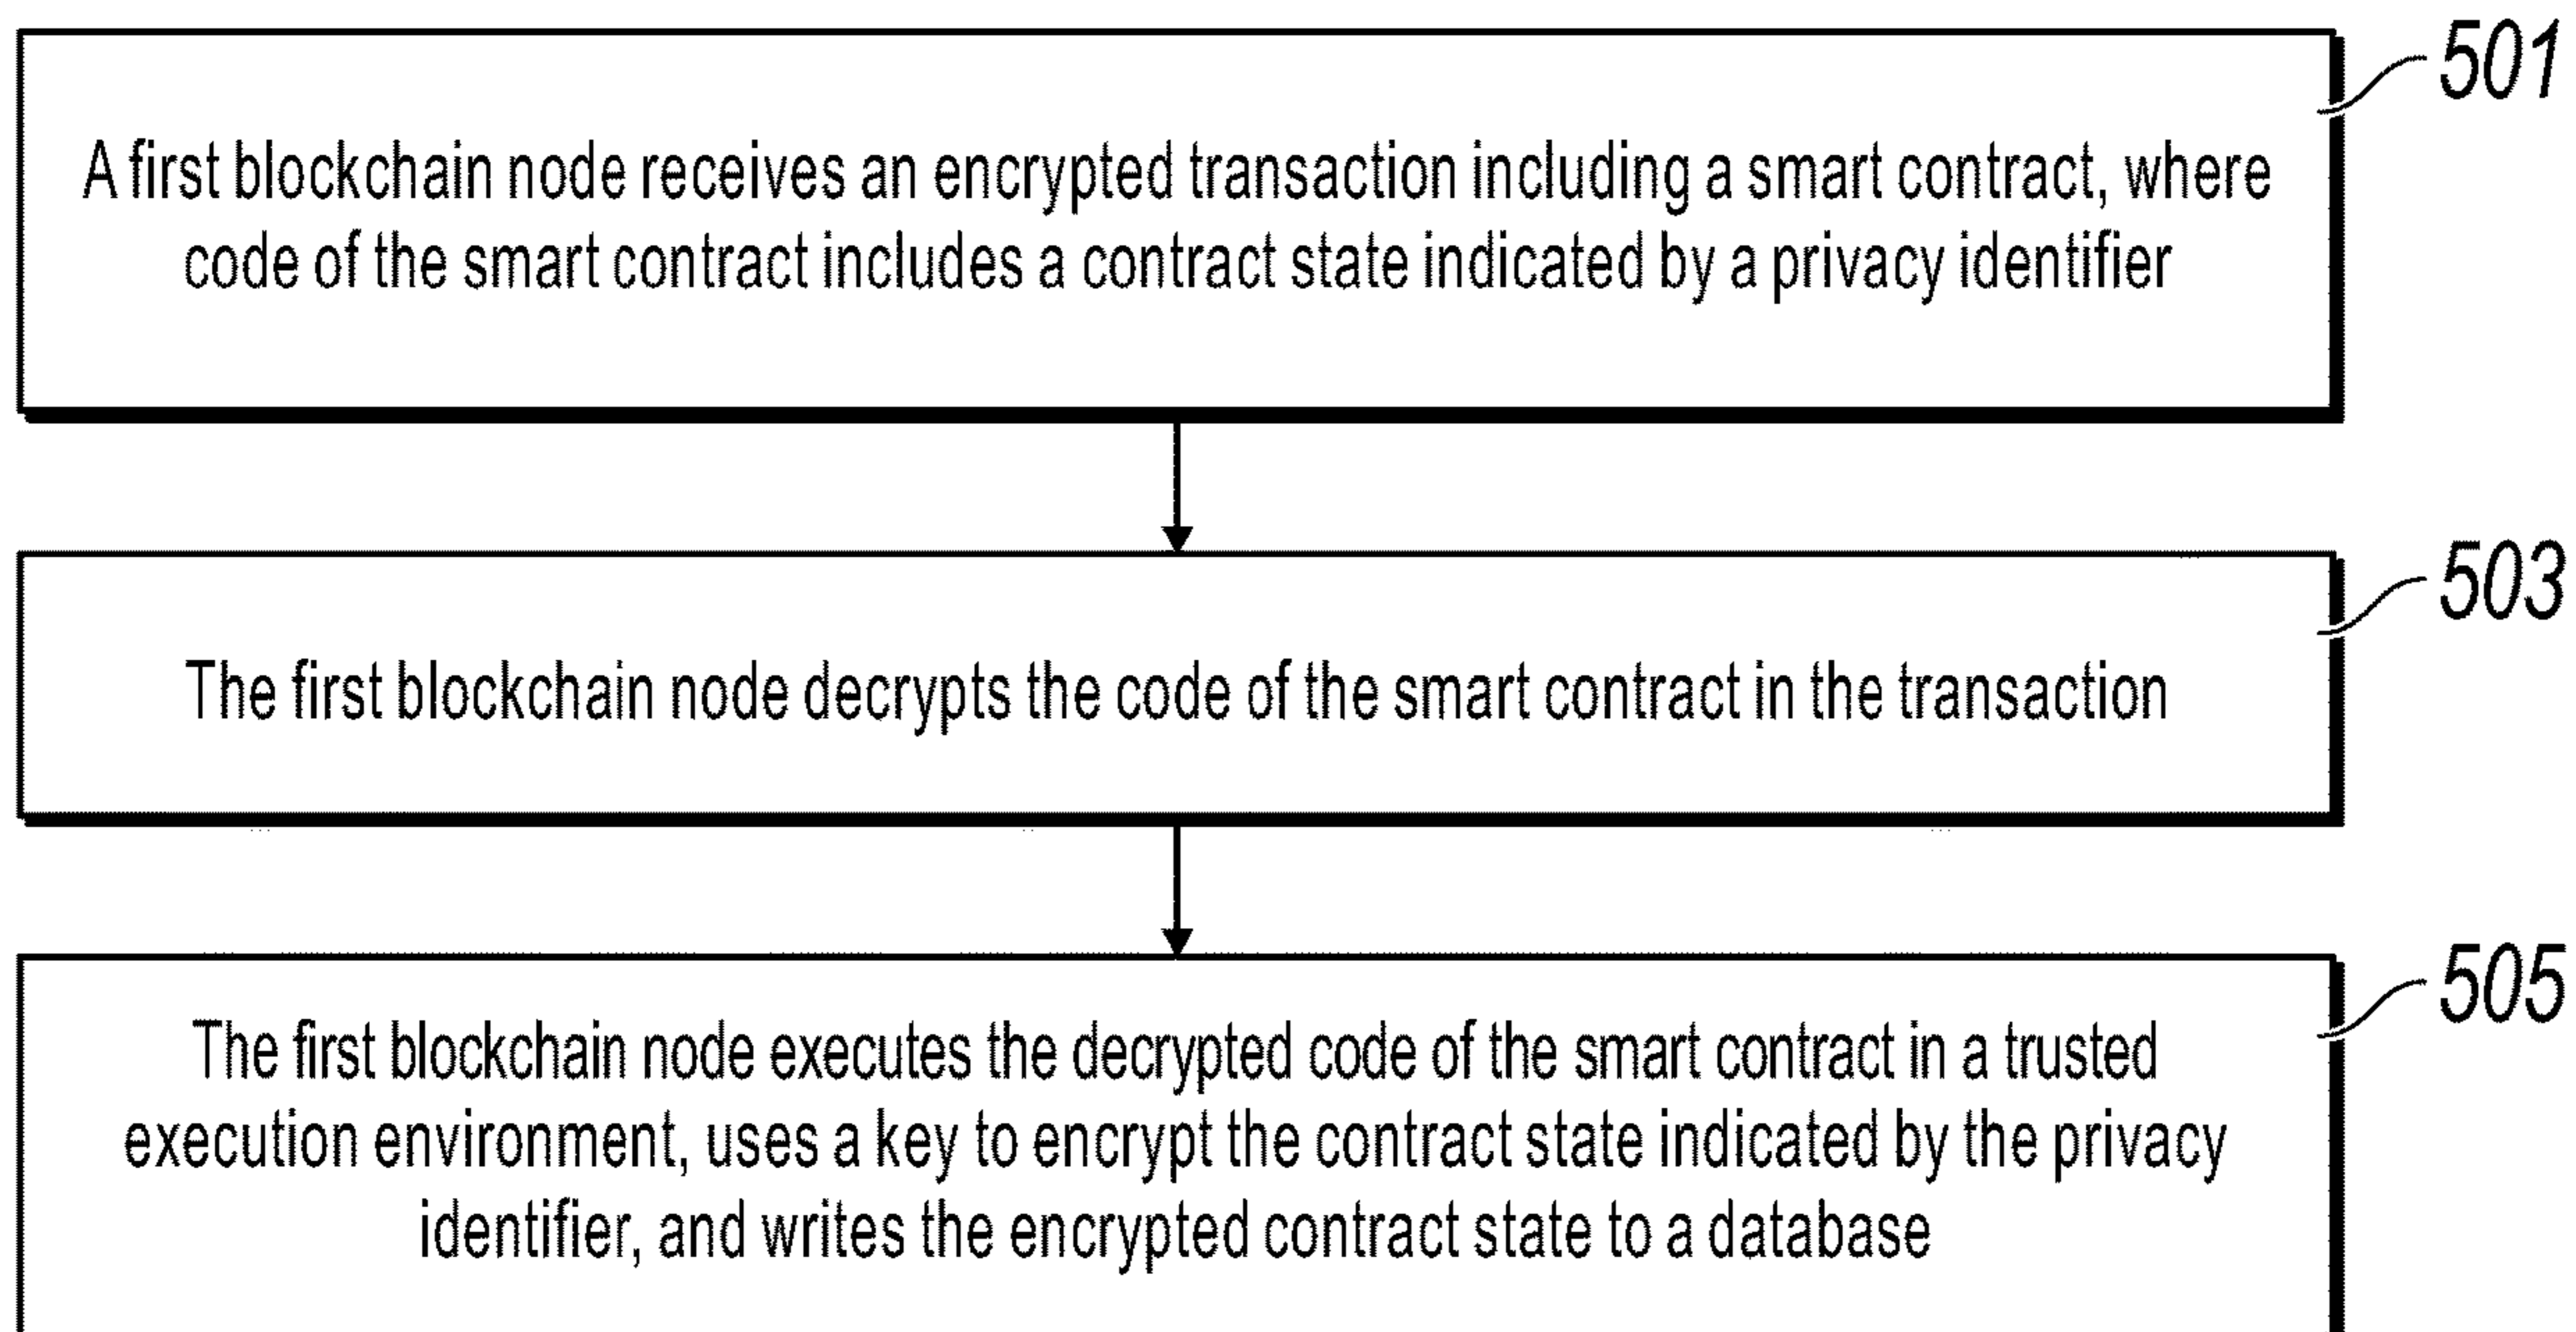 501
A first blockchain node receives an encrypted transaction including a smart contract, where
code of the smart contract includes a contract state indicated by a privacy identifier
503
The first blockchain node decrypts the code of the smart contract in the transaction
505
The first blockchain node executes the decrypted code of the smart contract in a trusted
execution environment, uses a key to encrypt the contract state indicated by the privacy
identifier, and writes the encrypted contract state to a database